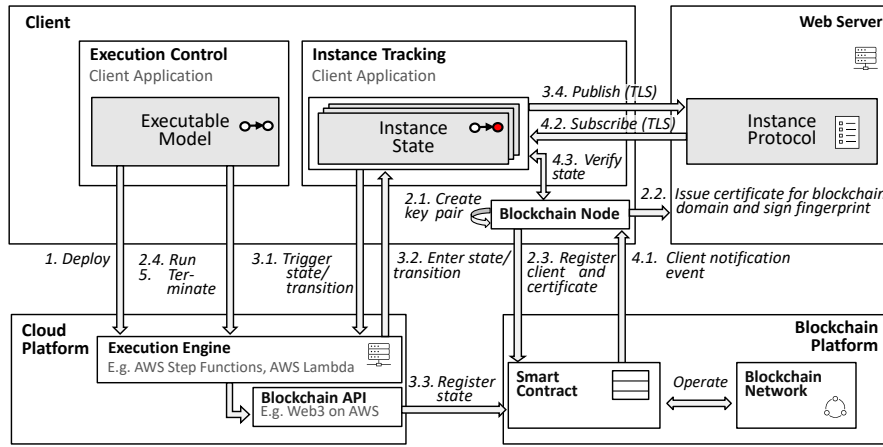 Client
Web Server
Execution Control
Client Application
Instance Tracking
Client Application
Executable
Model
Instance
State
3.4. Publish (TLS)
4.2. Subscribe (TLS)
Instance
Protocol
4.3. Verify
state
2.1. Create
key pair
Blockchain Node
2.2. Issue certificate for blockchain
domain and sign fingerprint
1. Deploy
2.4. Run
5. Ter-
minate
3.1. Trigger
state/
transition
3.2. Enter state/
transition
2.3. Register
client and
certificate
4.1. Client notification
event
Cloud
Platform
Execution Engine
E.g. AWS Step Functions, AWS Lambda
Blockchain API
E.g. Web3 on AWS
3.3. Register
state
Blockchain
Platform
Smart
Contract
Operate
Blockchain
Network